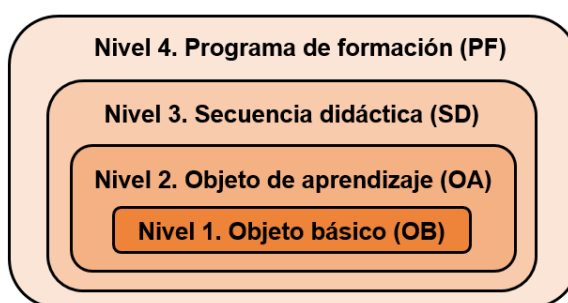 Nivel 4. Programa de formación (PF)
Nivel 3. Secuencia didáctica (SD)
Nivel 2. Objeto de aprendizaje (OA)
Nivel 1. Objeto básico (OB)